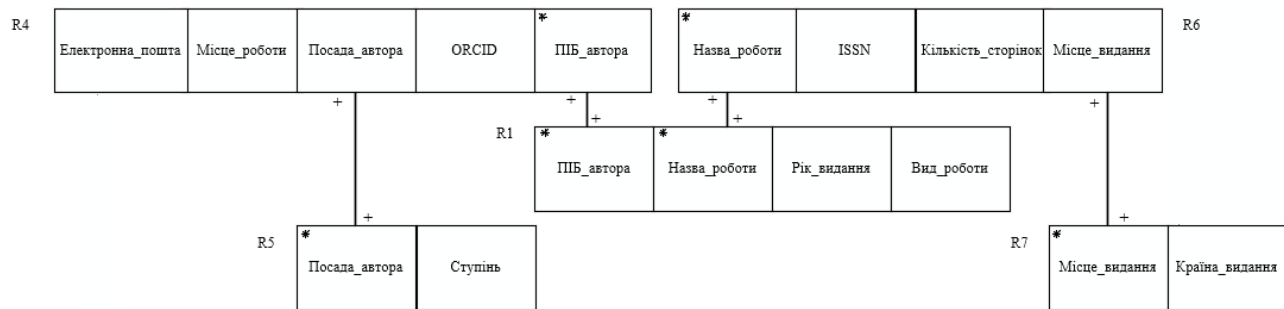 R4 Електронна_пошта Місце_роботи Посада_автора ORCID * ПІБ_автора * Назва_роботи ISSN Кількість_сторінок Місце_видання R6
+ + + +
R1 * ПІБ_автора * Назва_роботи Рік_видання Вид_роботи
+ + + +
R5 * Посада_автора Ступінь R7 * Місце_видання Країна_видання